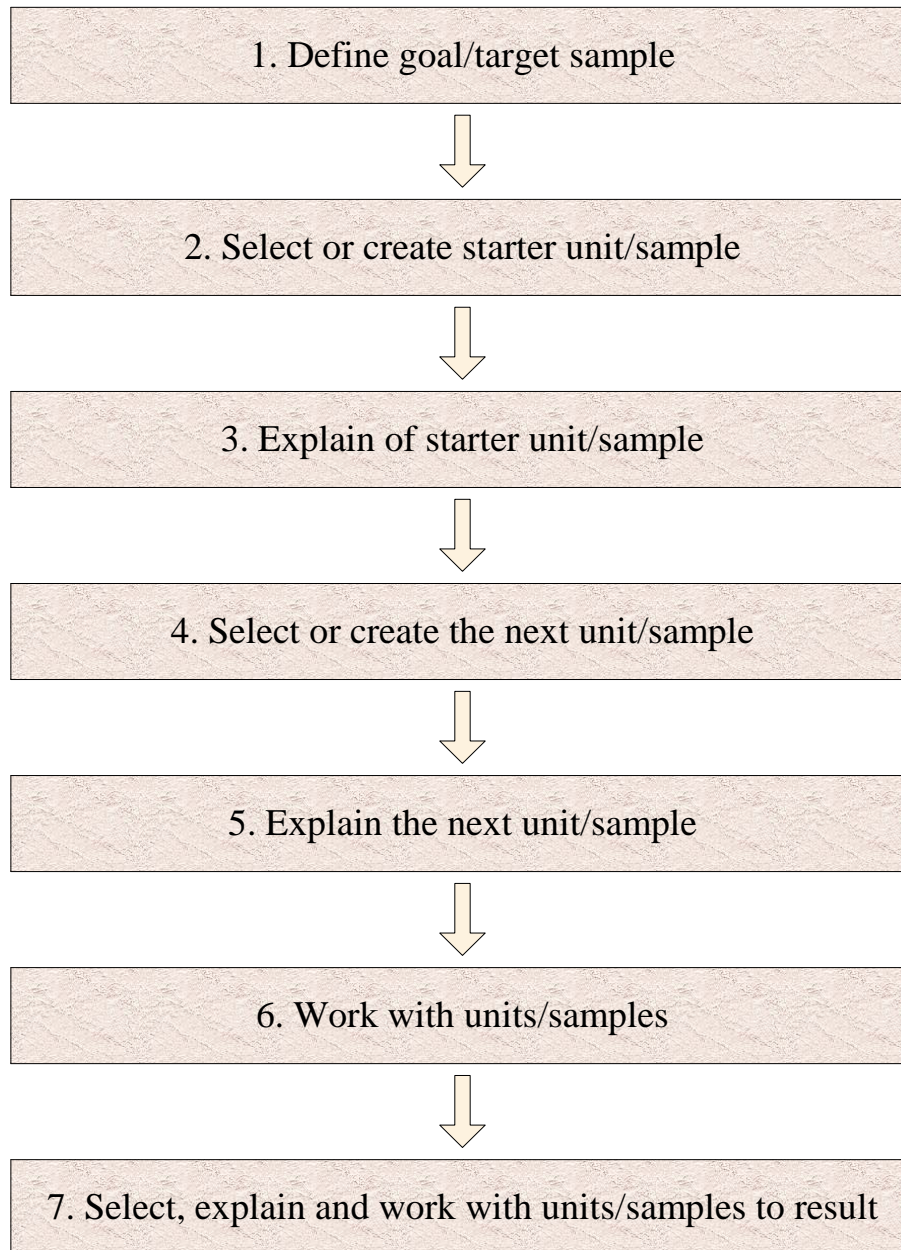 1. Define goal/target sample
2. Select or create starter unit/sample
3. Explain of starter unit/sample
4. Select or create the next unit/sample
5. Explain the next unit/sample
6. Work with units/samples
7. Select, explain and work with units/samples to result